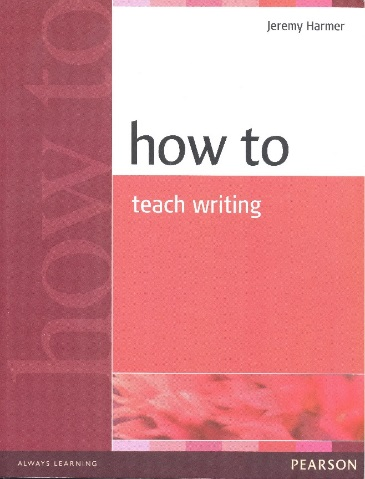 Jeremy Harmer
how to
how to
teach writing
ALWAYS LEARNING
PEARSON